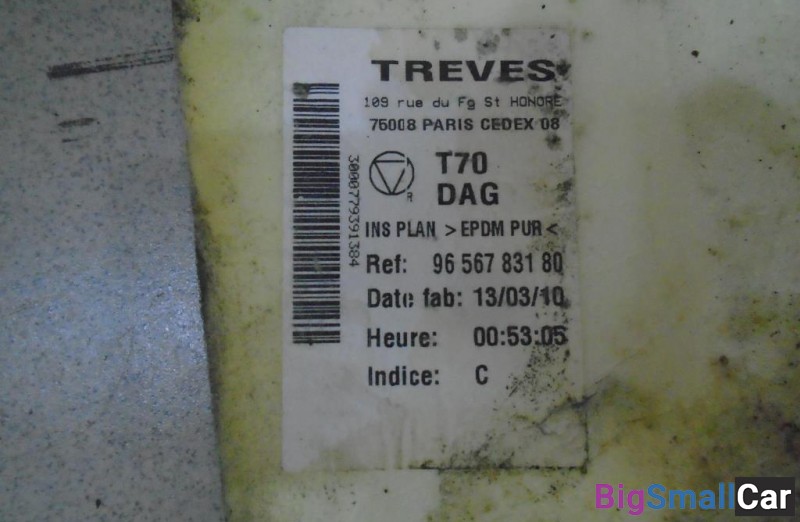 TREVES
109 rue du Fg St HONORE
75008 PARIS CEDEX 08
T70
R
DAG
INS PLAN >EPDM PUR<
Ref: 96 567 831 80
Date fab: 13/03/10
Heure: 00:53:05
Indice: C
3000779391384
BigSmallCar